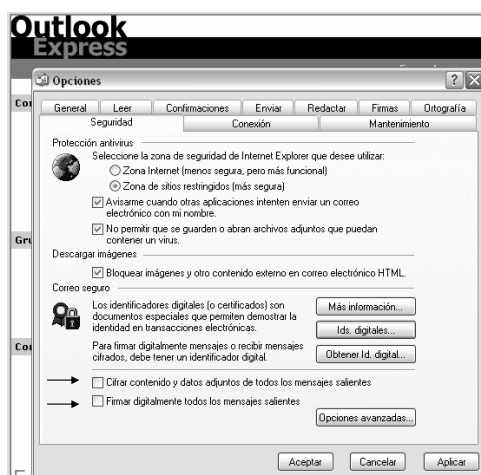 Outlook
Express
Opciones
General Leer Confirmaciones Enviar Redactar Firmas Ortografía
Seguridad Conexión Mantenimiento
Protección antivirus
Seleccione la zona de seguridad de Internet Explorer que desee utilizar:
Zona Internet (menos segura, pero más funcional)
Zona de sitios restringidos (más segura)
Avisarme cuando otras aplicaciones intenten enviar un correo
electrónico con mi nombre.
No permitir que se guarden o abran archivos adjuntos que puedan
contener un virus.
Descargar imágenes
Bloquear imágenes y otro contenido externo en correo electrónico HTML.
Correo seguro
Los identificadores digitales (o certificados) son
documentos especiales que permiten demostrar la
identidad en transacciones electrónicas.
Más información...
Ids. digitales...
Para firmar digitalmente mensajes o recibir mensajes
cifrados, debe tener un identificador digital.
Obtener Id. digital...
Cifrar contenido y datos adjuntos de todos los mensajes salientes
Firmar digitalmente todos los mensajes salientes
Opciones avanzadas...
Aceptar Cancelar Aplicar